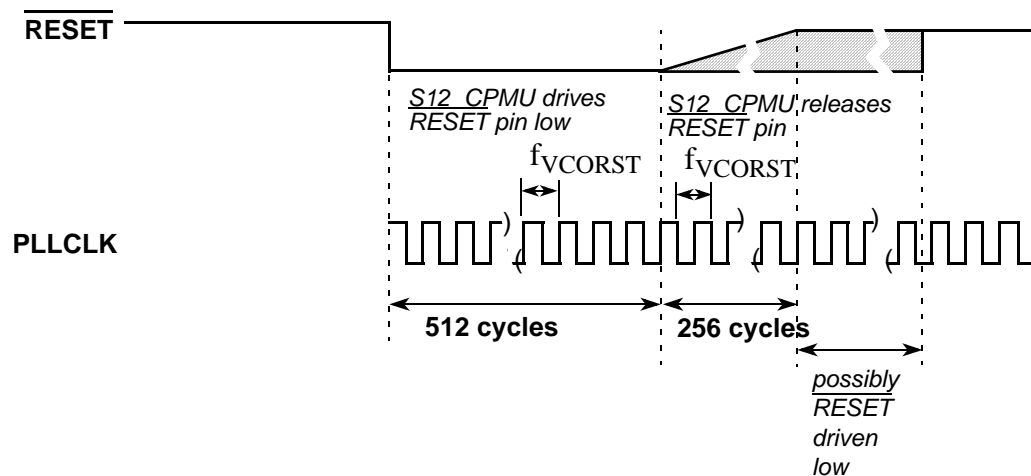 RESET
S12_CPMU drives
RESET pin low
S12_CPMU releases
RESET pin
fVCORST
fVCORST
PLLCLK
) ( ) ( ) (
512 cycles
256 cycles
possibly
RESET
driven
low